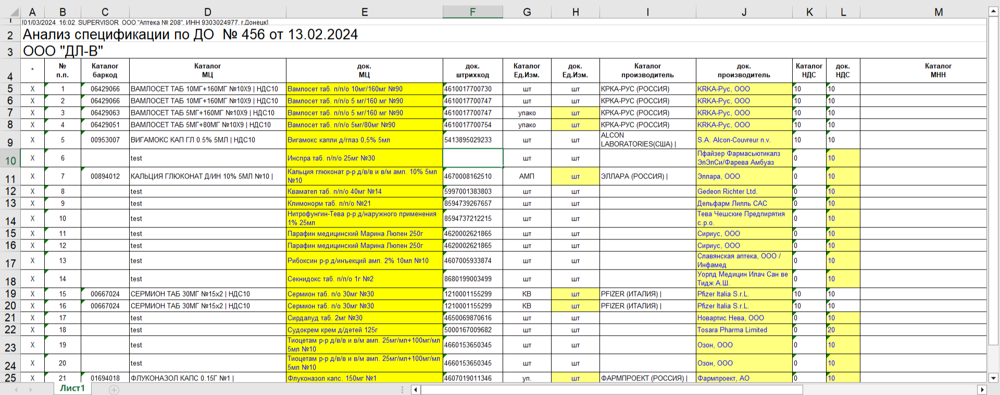 A B C D E F G H I J K L M
1 [01/03/2024 16:02 SUPERVISOR ООО "Аптека № 208", ИНН 9303024977, г.Донецк]
2 Анализ спецификации по ДО № 456 от 13.02.2024
3 ООО "ДЛ-В"
* № Каталог Каталог док. док. Каталог док. Каталог док. Каталог док. Каталог
4 п.п. баркод МЦ МЦ штрихкод Ед.Изм. Ед.Изм. производитель производитель НДС НДС МНН
5 X 1 06429066 ВАМЛОСЕТ ТАБ 10МГ+160МГ №10X9 | НДС10 Вамлосет таб. п/п/о 10мг/160мг №90 4610017700730 шт шт КРКА-РУС (РОССИЯ) KRKA-Рус, ООО 10 10
6 X 2 06429066 ВАМЛОСЕТ ТАБ 10МГ+160МГ №10X9 | НДС10 Вамлосет таб. п/п/о 5 мг/160 мг №90 4610017700747 шт шт КРКА-РУС (РОССИЯ) KRKA-Рус, ООО 10 10
7 X 3 06429063 ВАМЛОСЕТ ТАБ 5МГ+160МГ №10X9 | НДС10 Вамлосет таб. п/п/о 5 мг/160 мг №90 4610017700747 упако шт КРКА-РУС (РОССИЯ) KRKA-Рус, ООО 10 10
8 X 4 06429051 ВАМЛОСЕТ ТАБ 5МГ+80МГ №10X9 | НДС10 Вамлосет таб. п/п/о 5мг/80мг №90 4610017700754 упако шт КРКА-РУС (РОССИЯ) KRKA-Рус, ООО 10 10
ALCON
9 X 5 00953007 ВИГАМОКС КАП ГЛ 0.5% 5МЛ | НДС10 Вигамокс капли д/глаз 0,5% 5мл 5413895029233 шт шт LABORATORIES(США) | S.A. Alcon-Couvreur n.v. 10 10
Пфайзер Фармасьютикалз
10 X 6 test Инспра таб. п/п/о 25мг №30 шт шт ЭлЭлСи/Фарева Амбуаз 0 10
Кальция глюконат р-р д/в/в и в/м амп. 10% 5мл
11 X 7 00894012 КАЛЬЦИЯ ГЛЮКОНАТ Д/ИН 10% 5МЛ №10 | №10 4670008162510 АМП шт ЭЛЛАРА (РОССИЯ) | Эллара, ООО 0 10
12 X 8 test Квамател таб. п/п/о 40мг №14 5997001383803 шт шт Gedeon Richter Ltd. 0 10
13 X 9 test Климонорм таб. п/п/о №21 8594739267657 шт шт Дельфарм Лилль САС 0 10
Нитрофунгин-Тева р-р д/наружного применения Тева Чешские Предпирятия
14 X 10 test 1% 25мл 8594737212215 шт шт с.р.о. 0 10
15 X 11 test Парафин медицинский Марина Люпен 250г 4620002621865 шт шт Сириус, ООО 0 10
16 X 12 test Парафин медицинский Марина Люпен 250г 4620002621865 шт шт Сириус, ООО 0 10
Славянская аптека, ООО /
17 X 13 test Рибоксин р-р д/инъекций амп. 2% 10мл №10 4607005933874 шт шт Инфамед 0 10
Уорлд Медицин Илач Сан ве
18 X 14 test Секнидокс таб. п/п/о 1г №2 8680199003499 шт шт Тидж А.Ш. 0 10
19 X 15 00667024 СЕРМИОН ТАБ 30МГ №15x2 | НДС10 Сермион таб. п/о 30мг №30 1210001155299 КВ шт PFIZER (ИТАЛИЯ) | Pfizer Italia S.r.L. 10 10
20 X 16 00667024 СЕРМИОН ТАБ 30МГ №15x2 | НДС10 Сермион таб. п/о 30мг №30 1210001155299 КВ шт PFIZER (ИТАЛИЯ) | Pfizer Italia S.r.L. 10 10
21 X 17 test Сирдалуд таб. 2мг №30 4650069870616 шт шт Новартис Нева, ООО 0 10
22 X 18 test Судокрем крем д/детей 125г 5000167009682 шт шт Tosara Pharma Limited 0 20
Тиоцетам р-р д/в/в и в/м амп. 25мг/мл+100мг/мл
23 X 19 test 5мл №10 4660153650345 шт шт Озон, ООО 0 10
Тиоцетам р-р д/в/в и в/м амп. 25мг/мл+100мг/мл
24 X 20 test 5мл №10 4660153650345 шт шт Озон, ООО 0 10
25 X 21 01694018 ФЛУКОНАЗОЛ КАПС 0.15Г №1 | Флуконазол капс. 150мг №1 4607019011346 уп. шт ФАРМПРОЕКТ (РОССИЯ) | Фармпроект, АО 0 10
Лист1